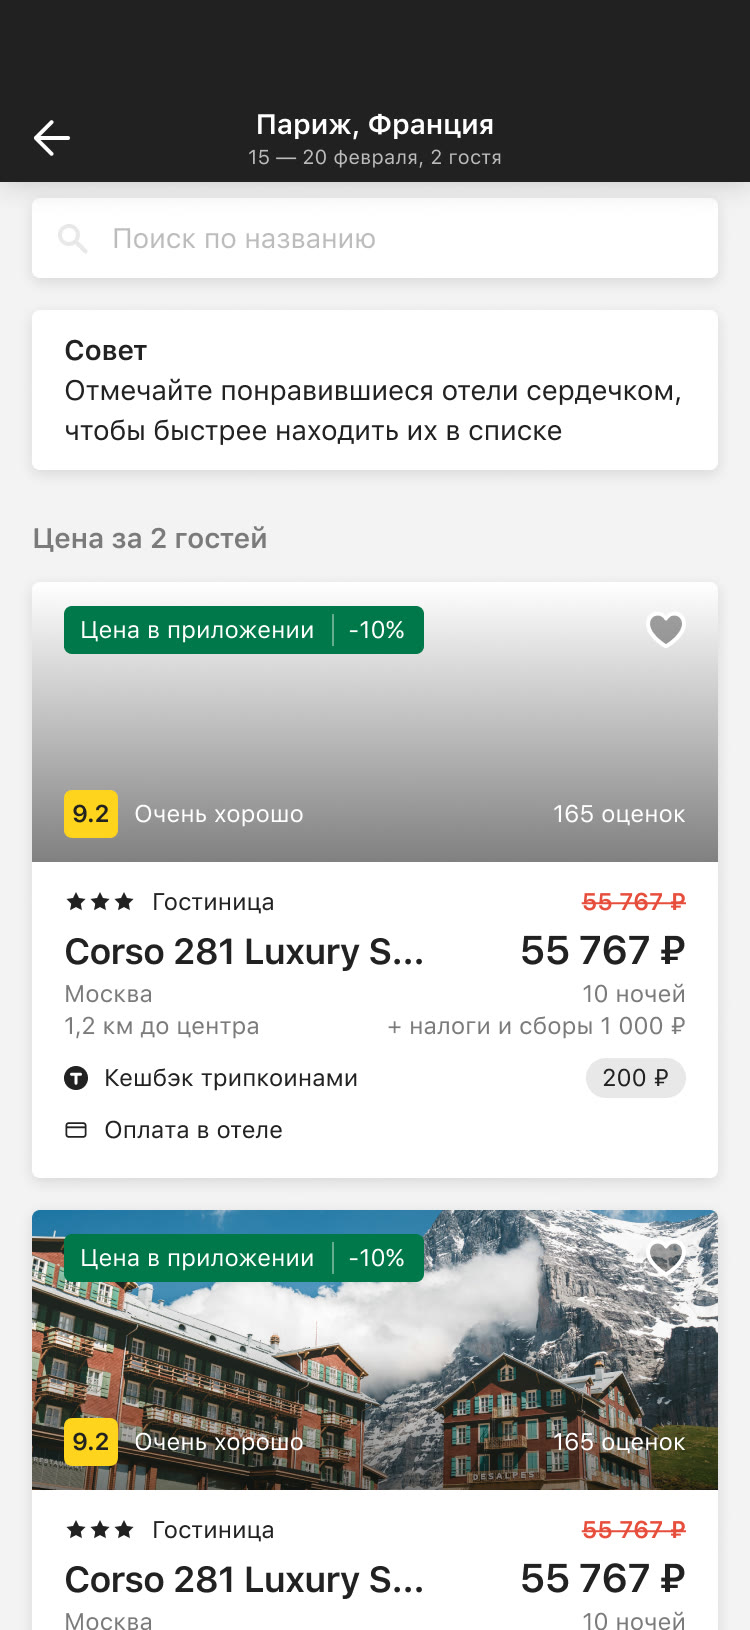 Париж, Франция
15 — 20 февраля, 2 гостя
Поиск по названию
Совет
Отмечайте понравившиеся отели сердечком,
чтобы быстрее находить их в списке
Цена за 2 гостей
Цена в приложении | -10%
9.2 Очень хорошо 165 оценок
Гостиница 55 767 ₽
Corso 281 Luxury S... 55 767 ₽
Москва 10 ночей
1,2 км до центра + налоги и сборы 1 000 ₽
Кешбэк трипкоинами 200 ₽
Оплата в отеле
Цена в приложении | -10%
9.2 Очень хорошо 165 оценок
DESALPES
Гостиница 55 767 ₽
Corso 281 Luxury S... 55 767 ₽
Москва 10 ночей